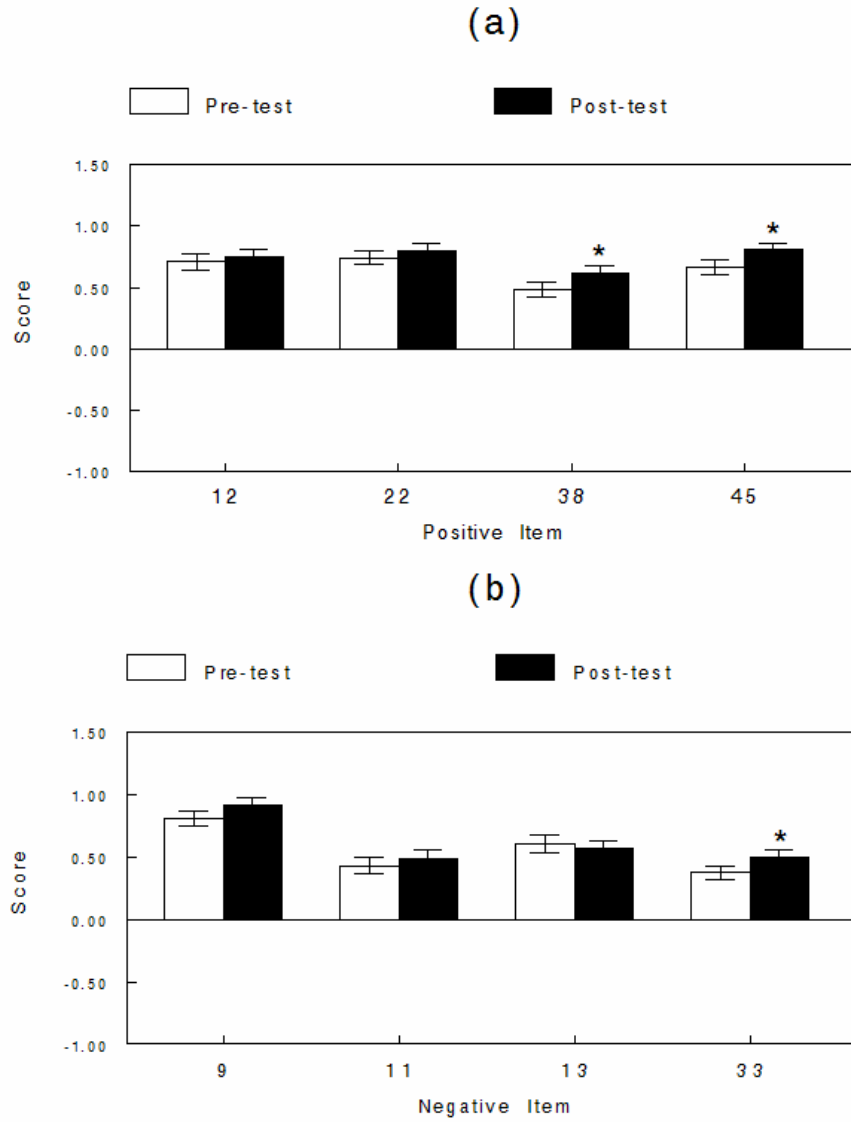 (a)
Pre-test Post-test
1.50
1.00
0.50
0.00
-0.50
-1.00
Score
* *
12 22 38 45
Positive Item
(b)
Pre-test Post-test
1.50
1.00
0.50
0.00
-0.50
-1.00
Score
*
9 11 13 33
Negative Item